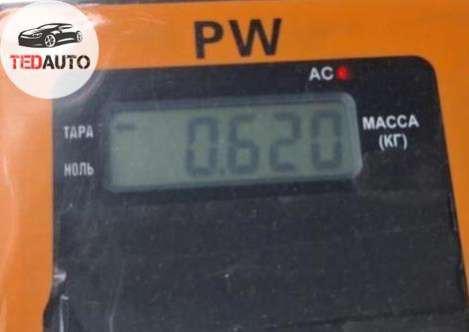 TEDAUTO
PW
AC
ТАРА
НОЛЬ
0.620
МАССА
(КГ)